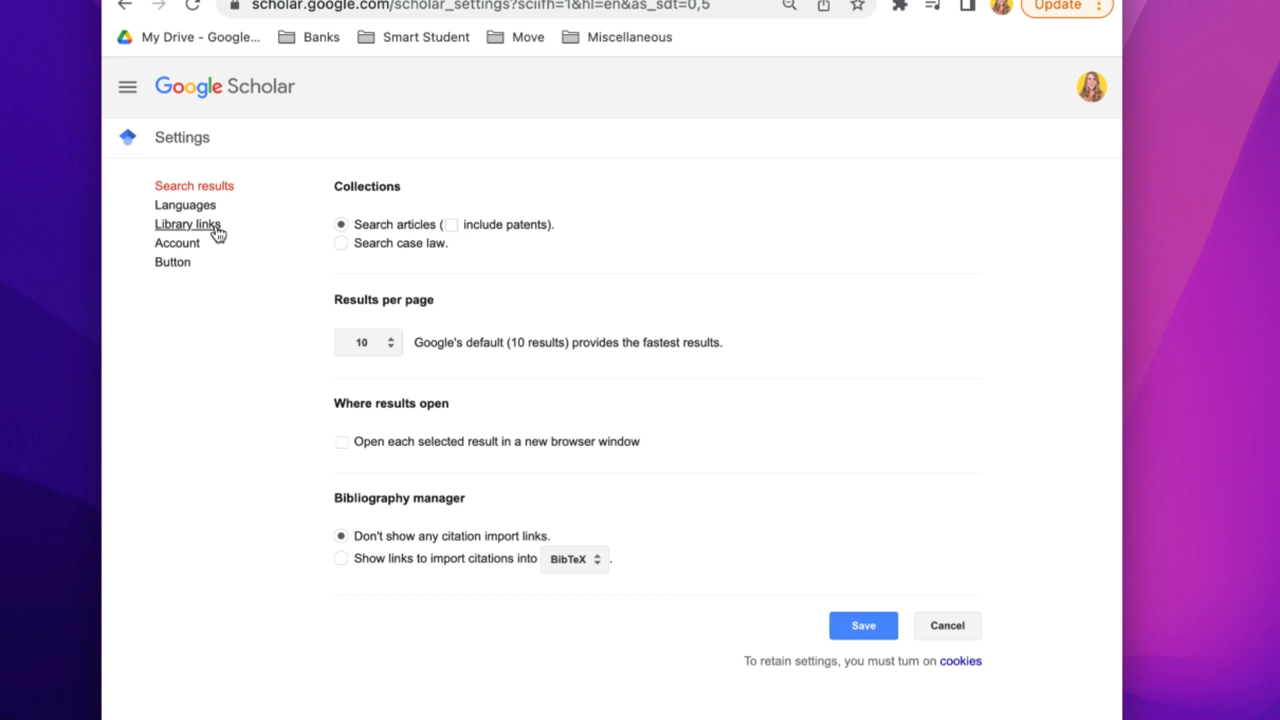 scholar.google.com/scholar_settings?sciifh=1&hl=en&as_sdt=0,5
Update
My Drive - Google...
Banks
Smart Student
Move
Miscellaneous
Google Scholar
Settings
Search results
Languages
Library links
Account
Button
Collections
Search articles ( include patents).
Search case law.
Results per page
10
Google's default (10 results) provides the fastest results.
Where results open
Open each selected result in a new browser window
Bibliography manager
Don't show any citation import links.
Show links to import citations into BibTeX .
Save
Cancel
To retain settings, you must turn on cookies